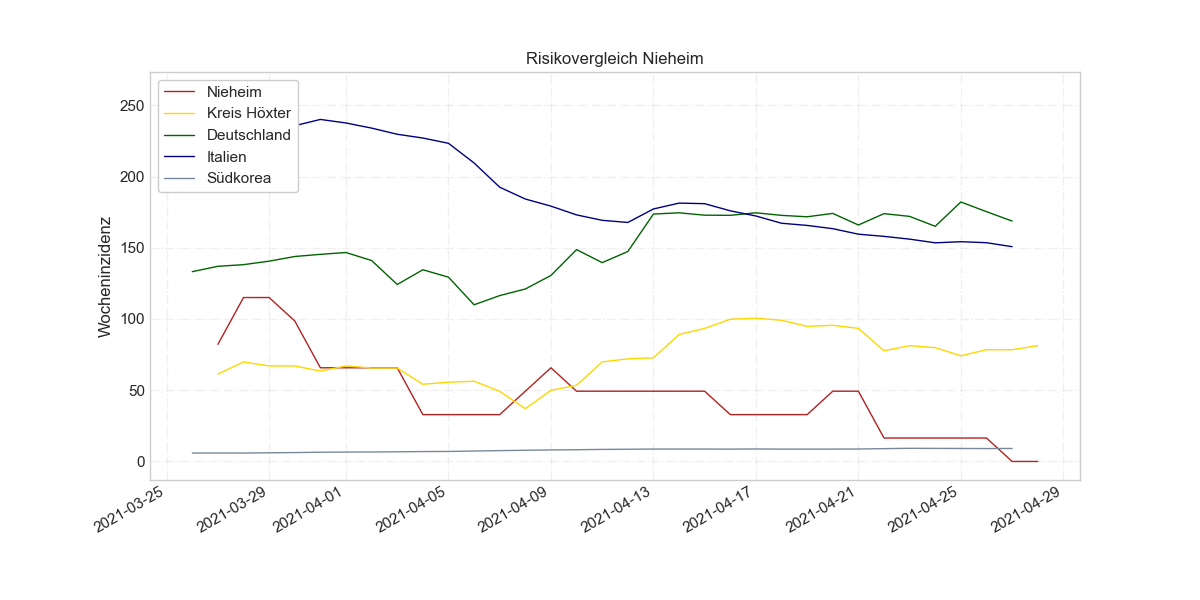 Risikovergleich Nieheim
Nieheim
Kreis Höxter
Deutschland
Italien
Südkorea
Wocheninzidenz
250
200
150
100
50
0
2021-03-25
2021-03-29
2021-04-01
2021-04-05
2021-04-09
2021-04-13
2021-04-17
2021-04-21
2021-04-25
2021-04-29